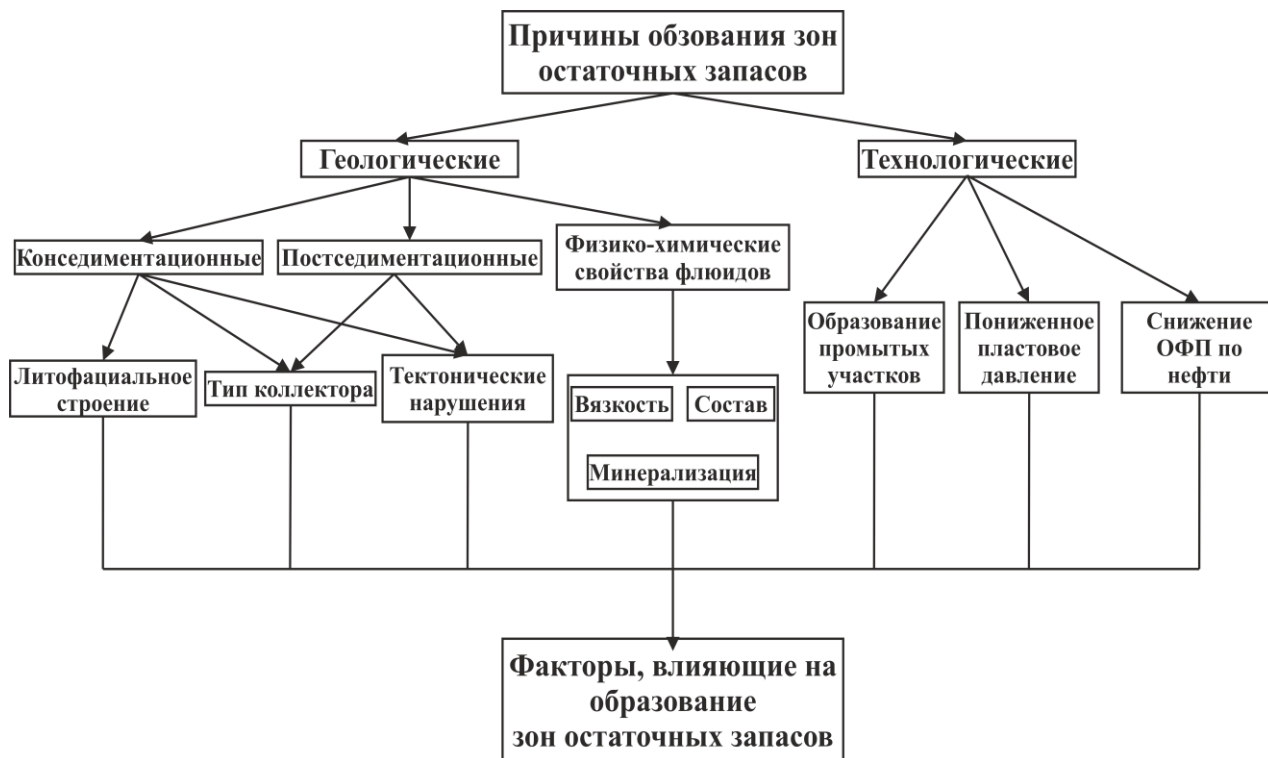 Причины обзования зон
остаточных запасов
Геологические
Технологические
Конседиментационные
Постседиментационные
Физико-химические
свойства флюидов
Образование
промытых
участков
Пониженное
пластовое
давление
Снижение
ОФП по
нефти
Литофациальное
строение
Тип коллектора
Тектонические
нарушения
Вязкость
Состав
Минерализация
Факторы, влияющие на
образование
зон остаточных запасов